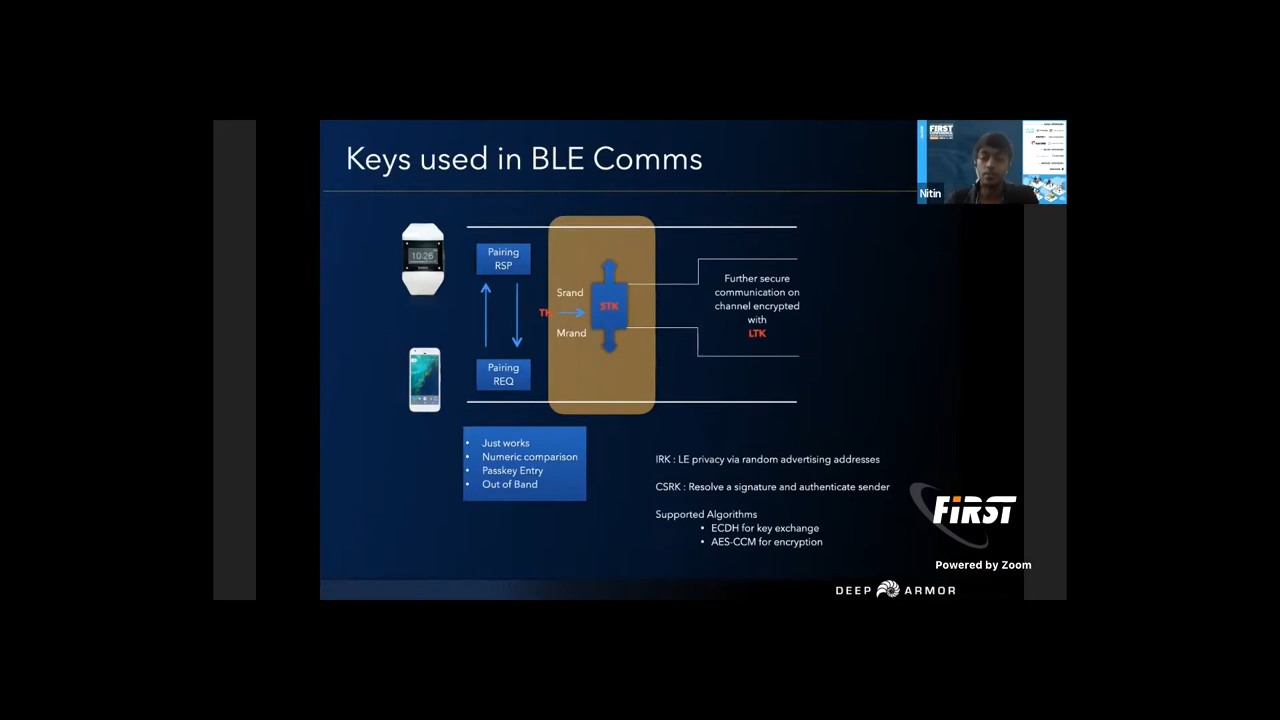 Keys used in BLE Comms
FIRST
Nitin
10:26
Pairing
RSP
Srand
TK
STK
Mrand
Further secure
communication on
channel encrypted
with
LTK
Pairing
REQ
• Just works
• Numeric comparison
• Passkey Entry
• Out of Band
IRK : LE privacy via random advertising addresses
CSRK : Resolve a signature and authenticate sender
Supported Algorithms
• ECDH for key exchange
• AES-CCM for encryption
FiRST
Powered by Zoom
DEEP ARMOR